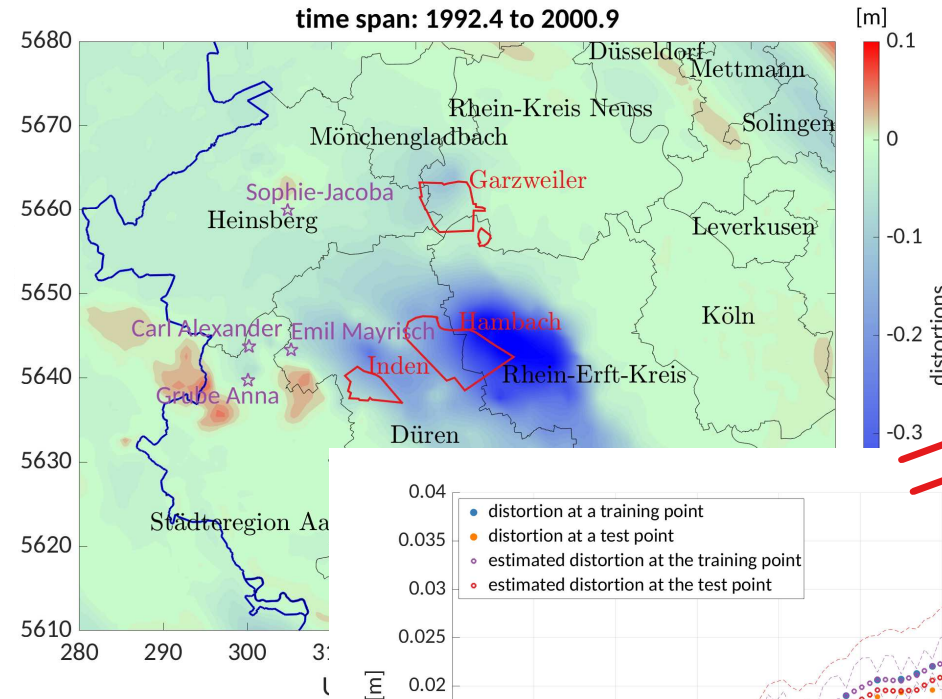 time span: 1992.4 to 2000.9
[m]
5680
5670
5660
5650
5640
5630
5620
5610
280
290
300
Düsseldorf
Mettmann
Rhein-Kreis Neuss
Solingen
Mönchengladbach
Sophie-Jacoba
Garzweiler
Heinsberg
Leverkusen
Köln
Carl Alexander
Emil Mayrisch
Hambach
Inden
Rhein-Erft-Kreis
Grube Anna
Düren
Städteregion Aa
0.1
0
-0.1
-0.2
-0.3
distortions
0.04
0.035
0.03
0.025
0.02
[m]
distortion at a training point
distortion at a test point
estimated distortion at the training point
estimated distortion at the test point